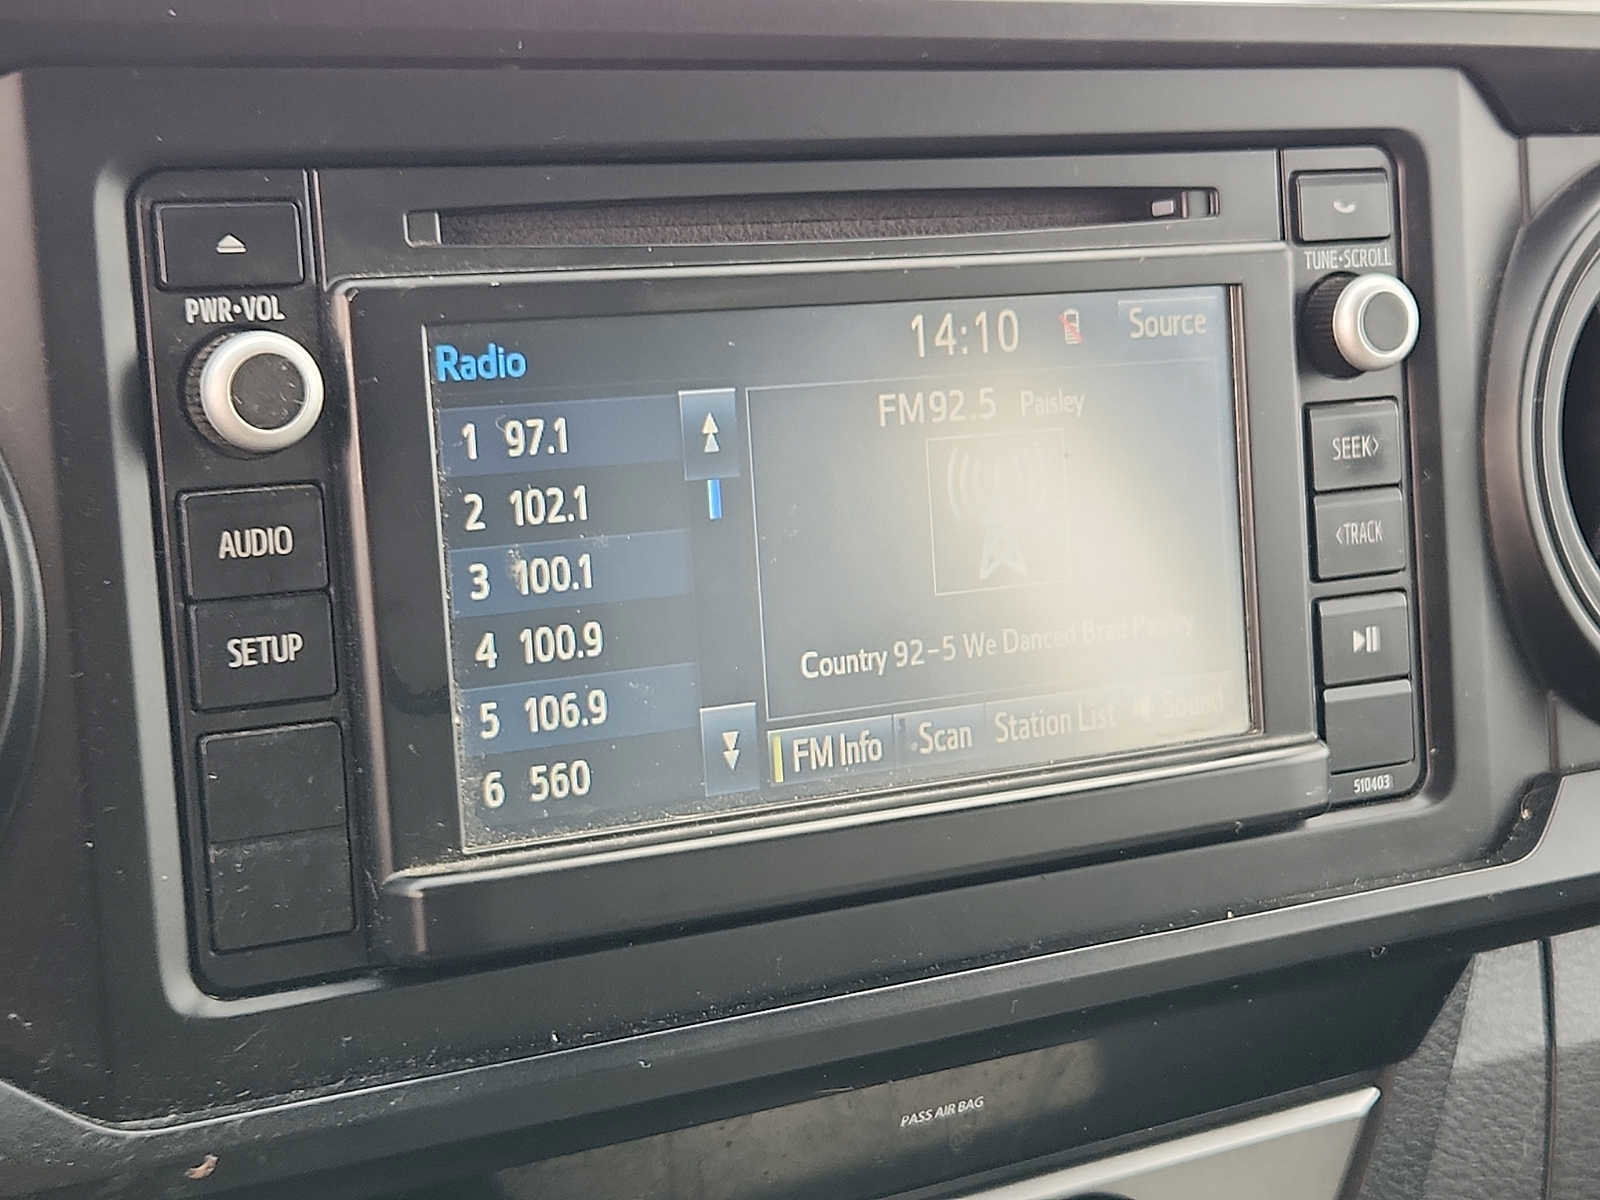 PWR•VOL
AUDIO
SETUP
Radio
14:10
Source
1 97.1
2 102.1
3 100.1
4 100.9
5 106.9
6 560
FM92.5 Paisley
Country 92-5 We Danced Brad Paisley
FM Info
Scan
Station List
Sound
TUNE•SCROLL
SEEK>
<TRACK
510403
PASS AIR BAG